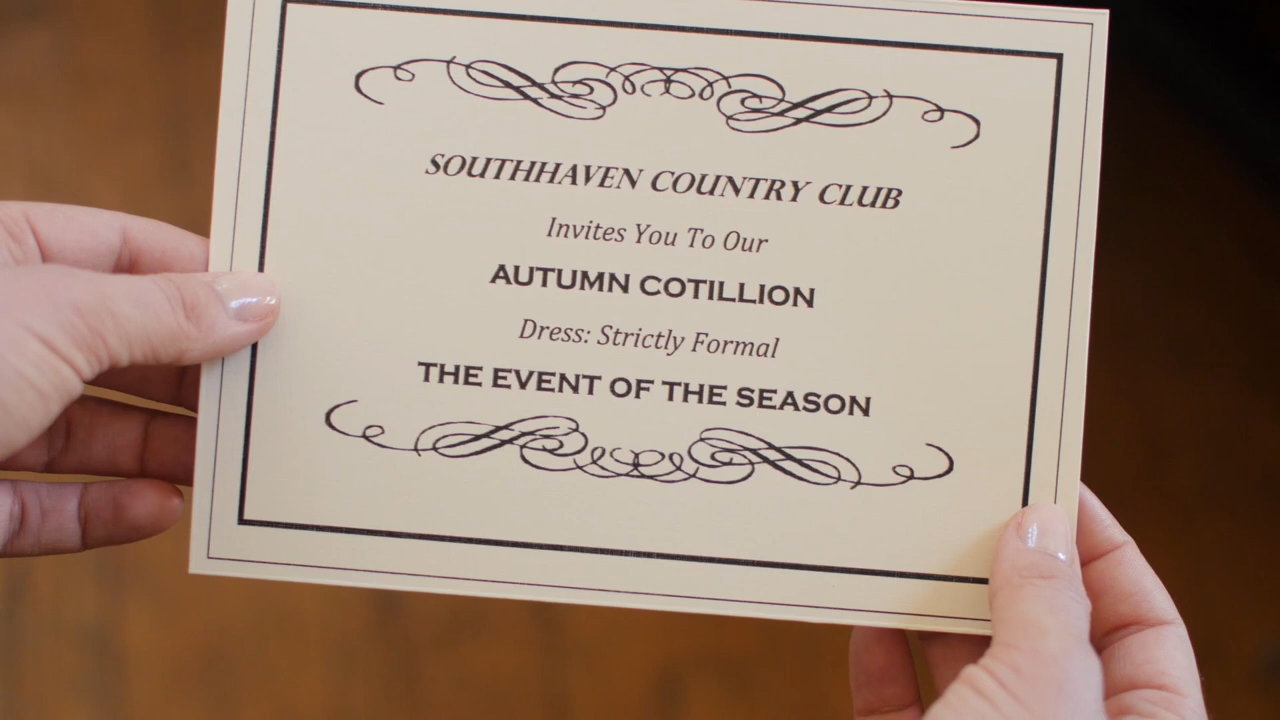 SOUTHHAVEN COUNTRY CLUB
Invites You To Our
AUTUMN COTILLION
Dress: Strictly Formal
THE EVENT OF THE SEASON